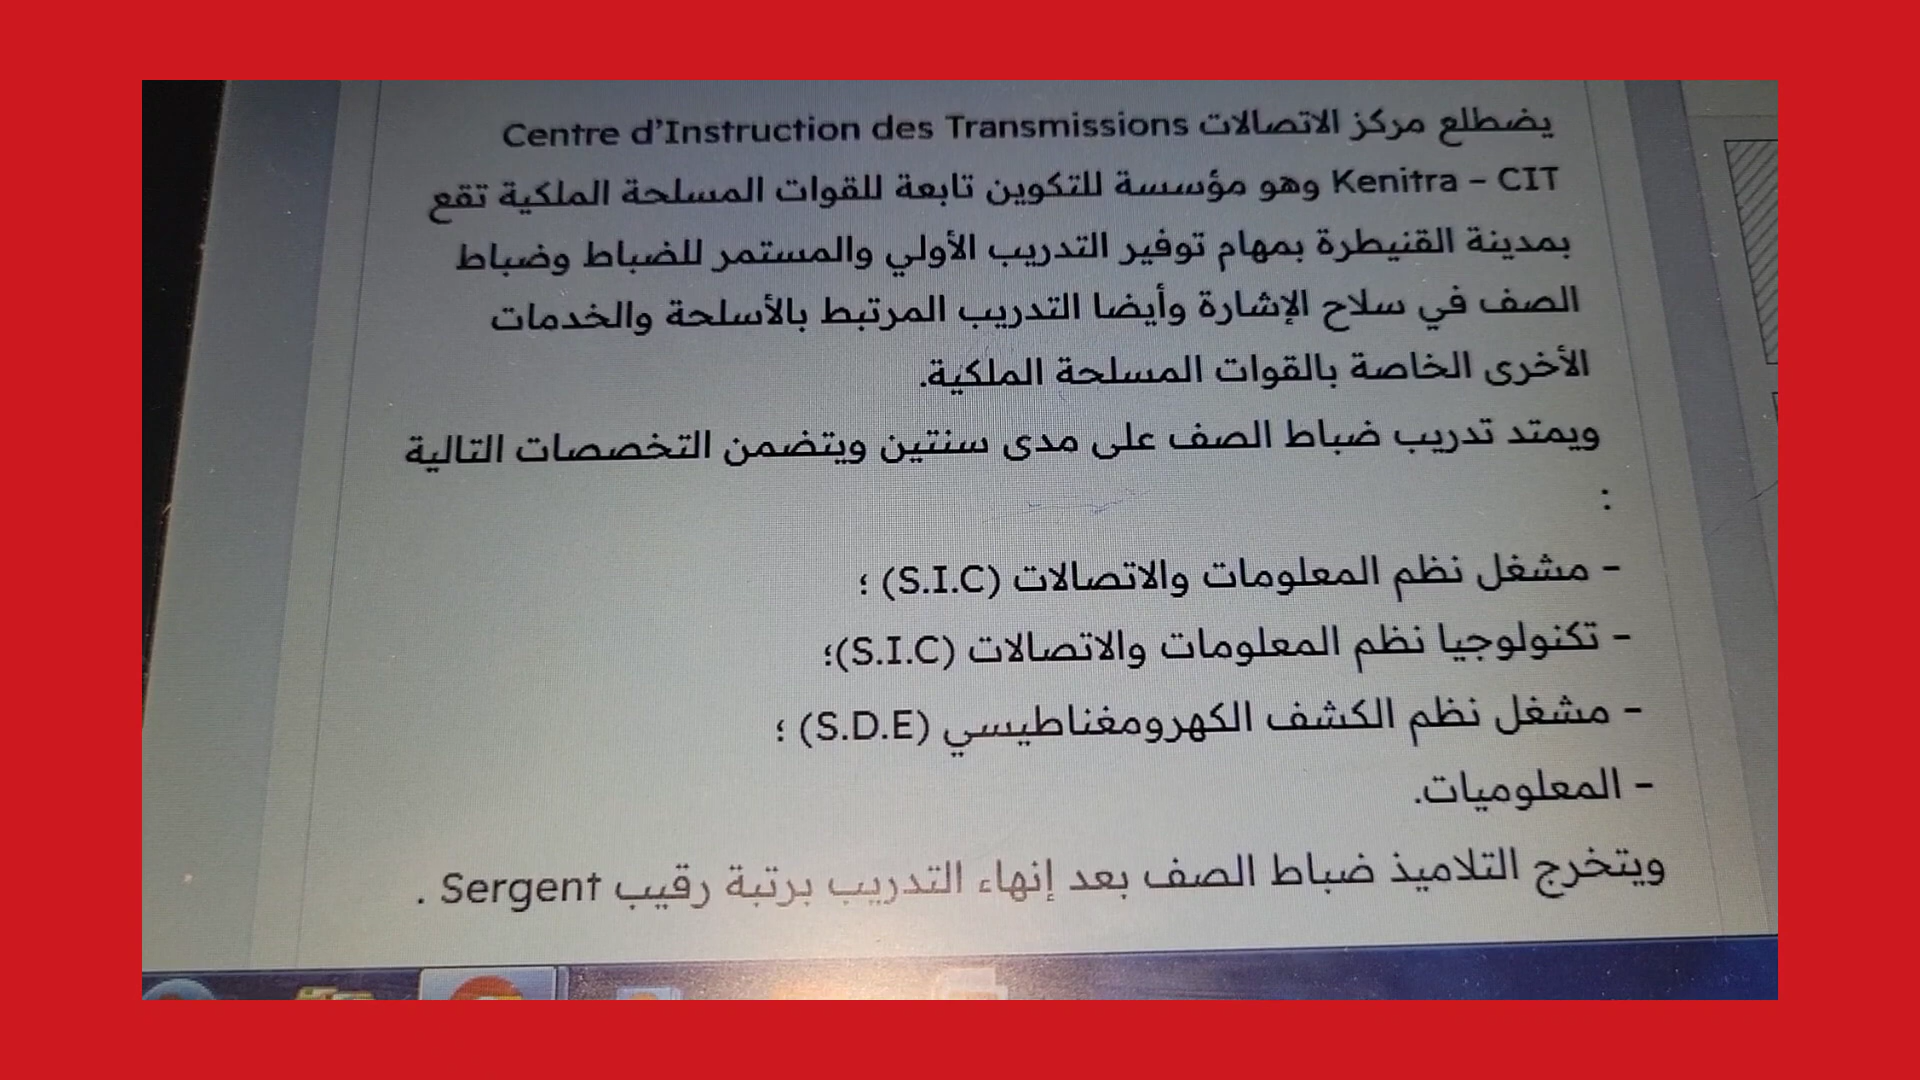 يضطلع مركز الاتصالات Centre d’Instruction des Transmissions
Kenitra – CIT وهو مؤسسة للتكوين تابعة للقوات المسلحة الملكية تقع
بمدينة القنيطرة بمهام توفير التدريب الأولي والمستمر للضباط وضباط
الصف في سلاح الإشارة وأيضا التدريب المرتبط بالأسلحة والخدمات
الأخرى الخاصة بالقوات المسلحة الملكية.
ويمتد تدريب ضباط الصف على مدى سنتين ويتضمن التخصصات التالية
:
– مشغل نظم المعلومات والاتصالات (S.I.C) ؛
– تكنولوجيا نظم المعلومات والاتصالات (S.I.C)؛
– مشغل نظم الكشف الكهرومغناطيسي (S.D.E) ؛
– المعلوميات.
ويتخرج التلاميذ ضباط الصف بعد إنهاء التدريب برتبة رقيب Sergent .